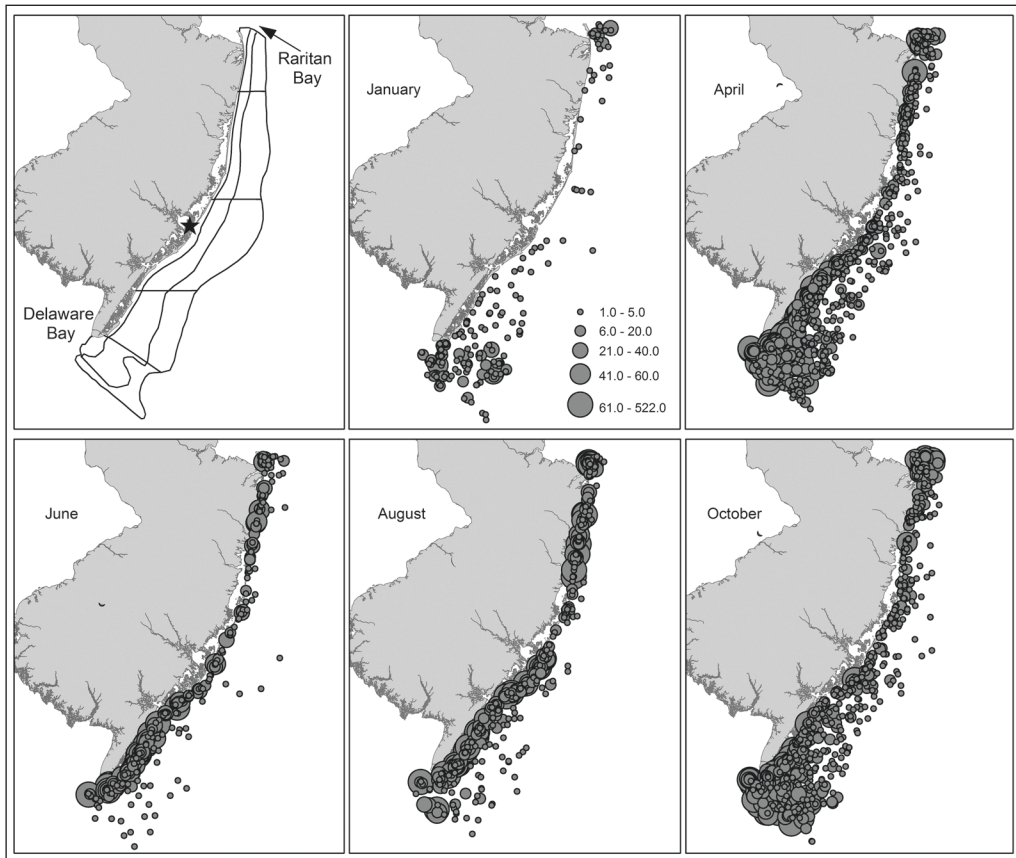 Raritan
Bay
Delaware
Bay
January
1.0 - 5.0
6.0 - 20.0
21.0 - 40.0
41.0 - 60.0
61.0 - 522.0
April
June
August
October